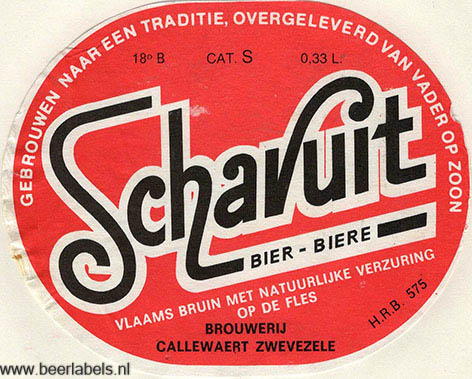 GEBROUWEN NAAR EEN TRADITIE, OVERGELEVERD VAN VADER OP ZOON
18º B CAT. S 0,33 L.
Schavuit
BIER - BIERE
VLAAMS BRUIN MET NATUURLIJKE VERZURING
OP DE FLES
BROUWERIJ
CALLEWAERT ZWEVEZELE
H.R.B. 575
www.beerlabels.nl